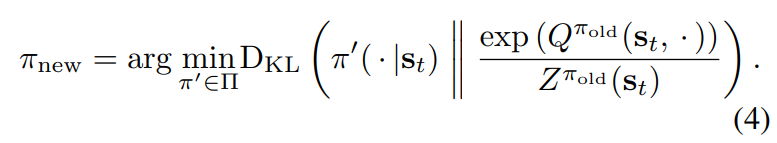 π_new = arg min_{π′∈Π} D_KL ( π′( · |s_t) ‖ exp (Q^{π_old}(s_t, · )) / Z^{π_old}(s_t) ) .
(4)